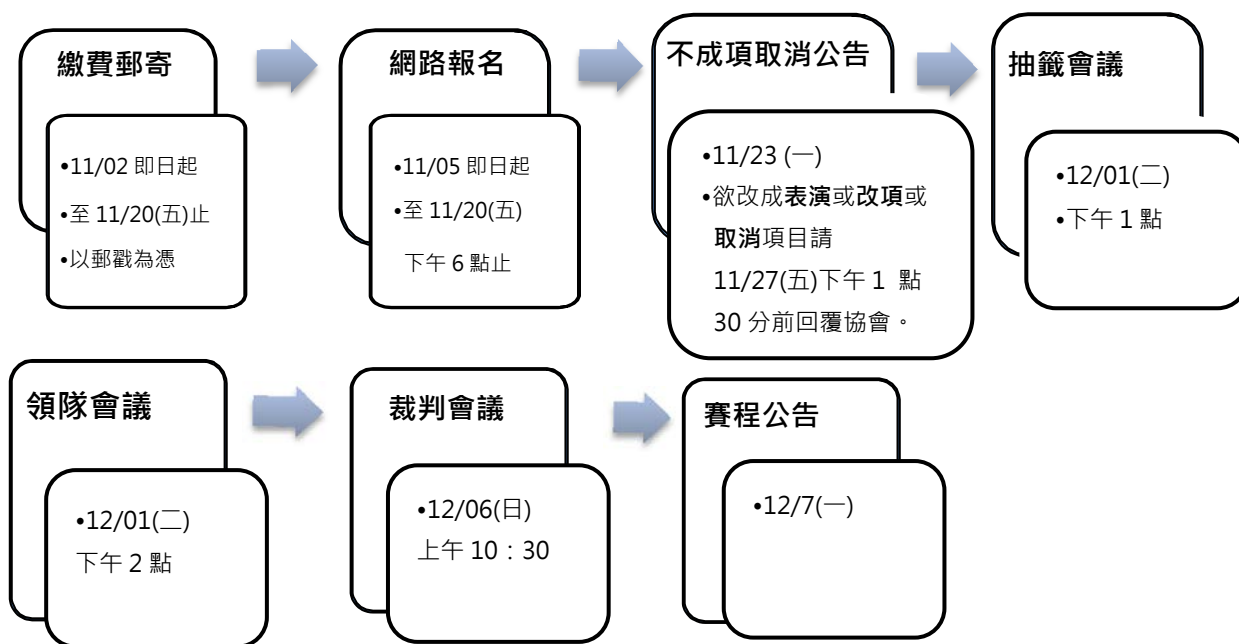 繳費郵寄
•11/02 即日起
•至 11/20(五)止
•以郵戳為憑
網路報名
•11/05 即日起
•至 11/20(五)
下午 6 點止
不成項取消公告
•11/23 (一)
•欲改成表演或改項或
取消項目請
11/27(五)下午 1 點
30 分前回覆協會。
抽籤會議
•12/01(二)
•下午 1 點
領隊會議
•12/01(二)
下午 2 點
裁判會議
•12/06(日)
上午 10：30
賽程公告
•12/7(一)